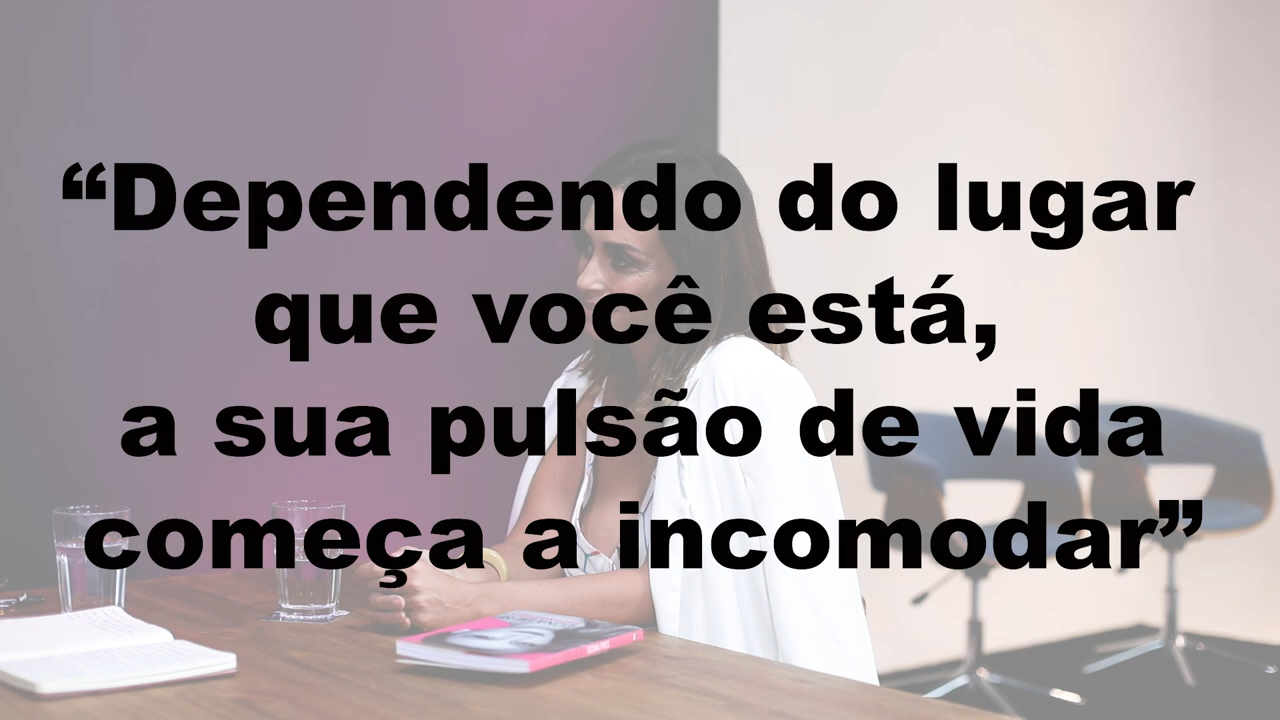 “Dependendo do lugar
que você está,
a sua pulsão de vida
começa a incomodar”